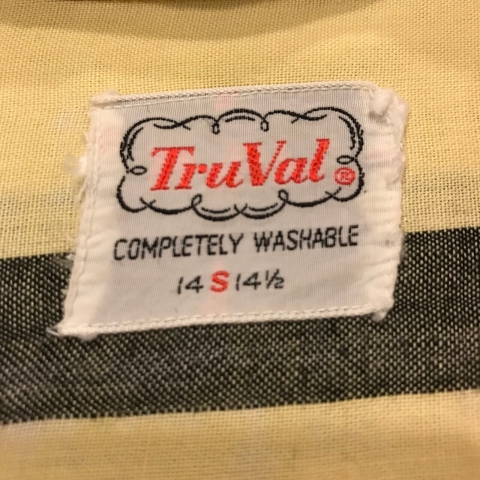 TruVal ®
COMPLETELY WASHABLE
14 S 14½